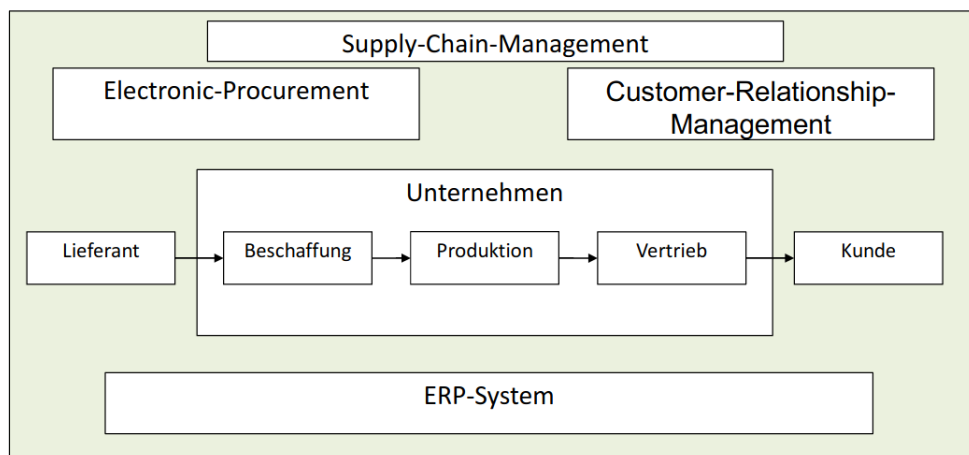 Supply-Chain-Management
Electronic-Procurement
Customer-Relationship-
Management
Unternehmen
Lieferant
Beschaffung
Produktion
Vertrieb
Kunde
ERP-System